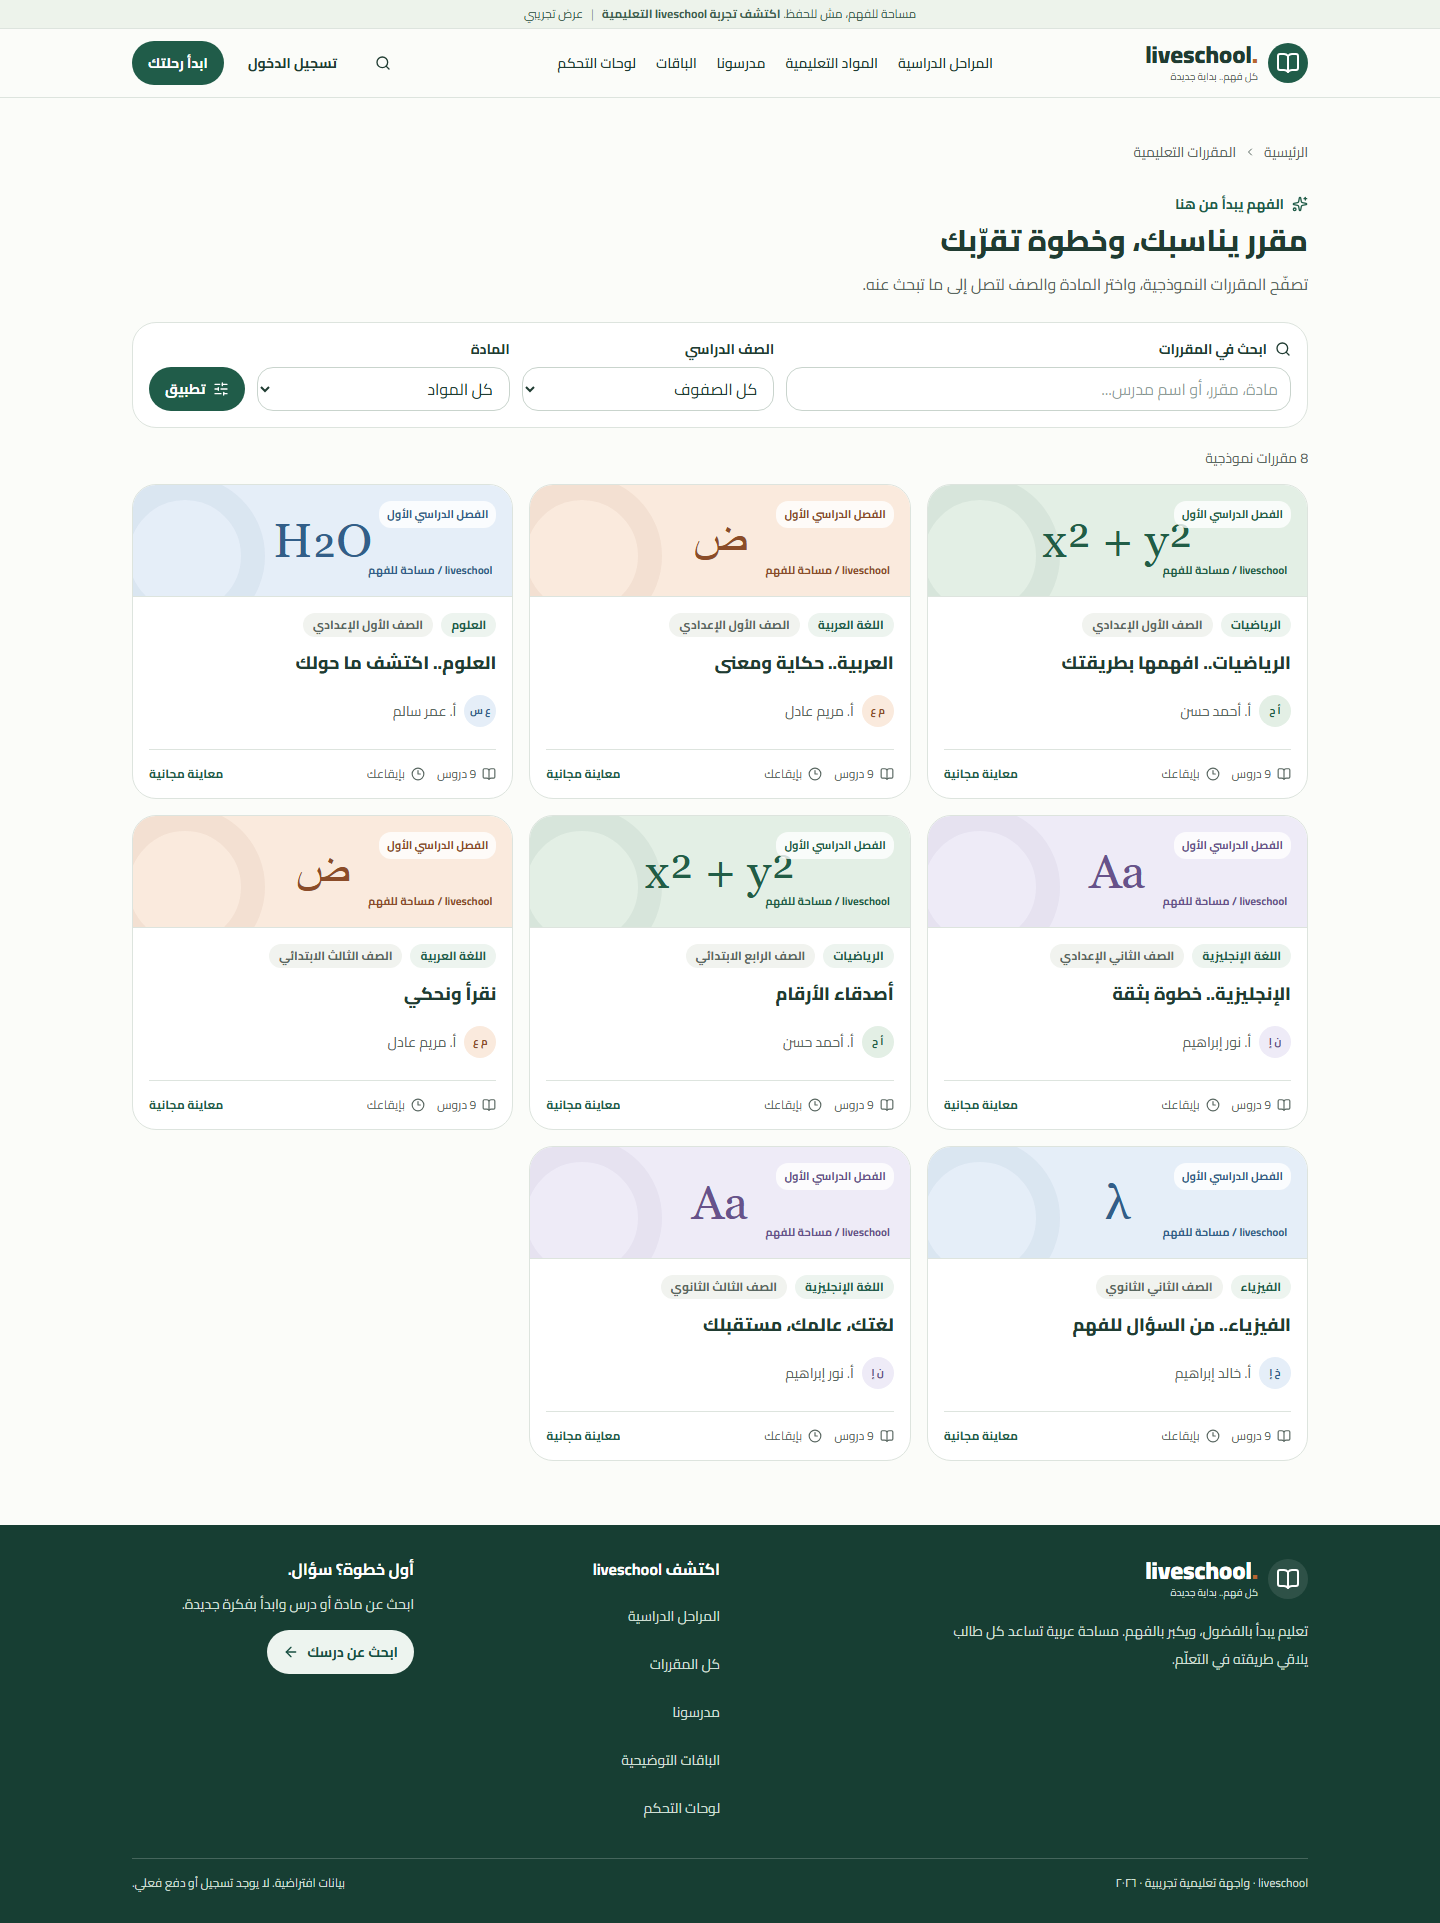 مساحة للفهم، مش للحفظ. اكتشف تجربة liveschool التعليمية | عرض تجريبي
liveschool.
كل فهم.. بداية جديدة
المراحل الدراسية المواد التعليمية مدرسونا الباقات لوحات التحكم
تسجيل الدخول
ابدأ رحلتك
الرئيسية › المقررات التعليمية
الفهم يبدأ من هنا
مقرر يناسبك، وخطوة تقرّبك
تصفّح المقررات النموذجية، واختر المادة والصف لتصل إلى ما تبحث عنه.
ابحث في المقررات
مادة، مقرر، أو اسم مدرس...
الصف الدراسي
كل الصفوف
المادة
كل المواد
تطبيق
8 مقررات نموذجية
الفصل الدراسي الأول
x² + y²
liveschool / مساحة للفهم
الرياضيات الصف الأول الإعدادي
الرياضيات.. افهمها بطريقتك
أ ح أ. أحمد حسن
9 دروس بإيقاعك معاينة مجانية
الفصل الدراسي الأول
ض
liveschool / مساحة للفهم
اللغة العربية الصف الأول الإعدادي
العربية.. حكاية ومعنى
م ع أ. مريم عادل
9 دروس بإيقاعك معاينة مجانية
الفصل الدراسي الأول
H2O
liveschool / مساحة للفهم
العلوم الصف الأول الإعدادي
العلوم.. اكتشف ما حولك
ع س أ. عمر سالم
9 دروس بإيقاعك معاينة مجانية
الفصل الدراسي الأول
Aa
liveschool / مساحة للفهم
اللغة الإنجليزية الصف الثاني الإعدادي
الإنجليزية.. خطوة بثقة
ن إ أ. نور إبراهيم
9 دروس بإيقاعك معاينة مجانية
الفصل الدراسي الأول
x² + y²
liveschool / مساحة للفهم
الرياضيات الصف الرابع الابتدائي
أصدقاء الأرقام
أ ح أ. أحمد حسن
9 دروس بإيقاعك معاينة مجانية
الفصل الدراسي الأول
ض
liveschool / مساحة للفهم
اللغة العربية الصف الثالث الابتدائي
نقرأ ونحكي
م ع أ. مريم عادل
9 دروس بإيقاعك معاينة مجانية
الفصل الدراسي الأول
λ
liveschool / مساحة للفهم
الفيزياء الصف الثاني الثانوي
الفيزياء.. من السؤال للفهم
خ إ أ. خالد إبراهيم
9 دروس بإيقاعك معاينة مجانية
الفصل الدراسي الأول
Aa
liveschool / مساحة للفهم
اللغة الإنجليزية الصف الثالث الثانوي
لغتك، عالمك، مستقبلك
ن إ أ. نور إبراهيم
9 دروس بإيقاعك معاينة مجانية
liveschool.
كل فهم.. بداية جديدة
تعليم يبدأ بالفضول، ويكبر بالفهم. مساحة عربية تساعد كل طالب
يلاقي طريقته في التعلّم.
اكتشف liveschool
المراحل الدراسية
كل المقررات
مدرسونا
الباقات التوضيحية
لوحات التحكم
أول خطوة؟ سؤال.
ابحث عن مادة أو درس وابدأ بفكرة جديدة.
ابحث عن درسك
liveschool · واجهة تعليمية تجريبية · ٢٠٢٦
بيانات افتراضية. لا يوجد تسجيل أو دفع فعلي.